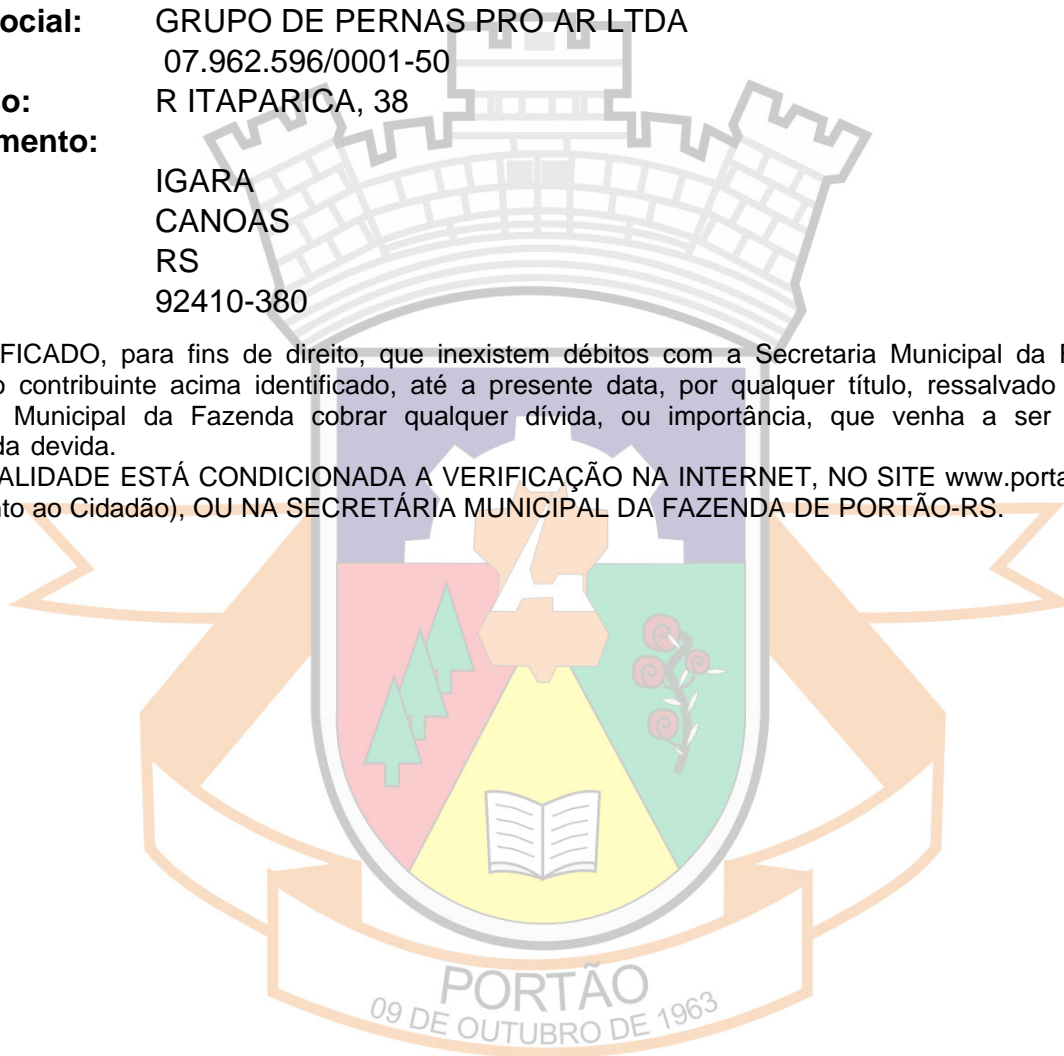 ocial: GRUPO DE PERNAS PRO AR LTDA
07.962.596/0001-50
o: R ITAPARICA, 38
mento:
IGARA
CANOAS
RS
92410-380
FICADO, para fins de direito, que inexistem débitos com a Secretaria Municipal da F
o contribuinte acima identificado, até a presente data, por qualquer título, ressalvado
Municipal da Fazenda cobrar qualquer dívida, ou importância, que venha a ser
da devida.
ALIDADE ESTÁ CONDICIONADA A VERIFICAÇÃO NA INTERNET, NO SITE www.porta
nto ao Cidadão), OU NA SECRETÁRIA MUNICIPAL DA FAZENDA DE PORTÃO-RS.
PORTÃO
09 DE OUTUBRO DE 1963